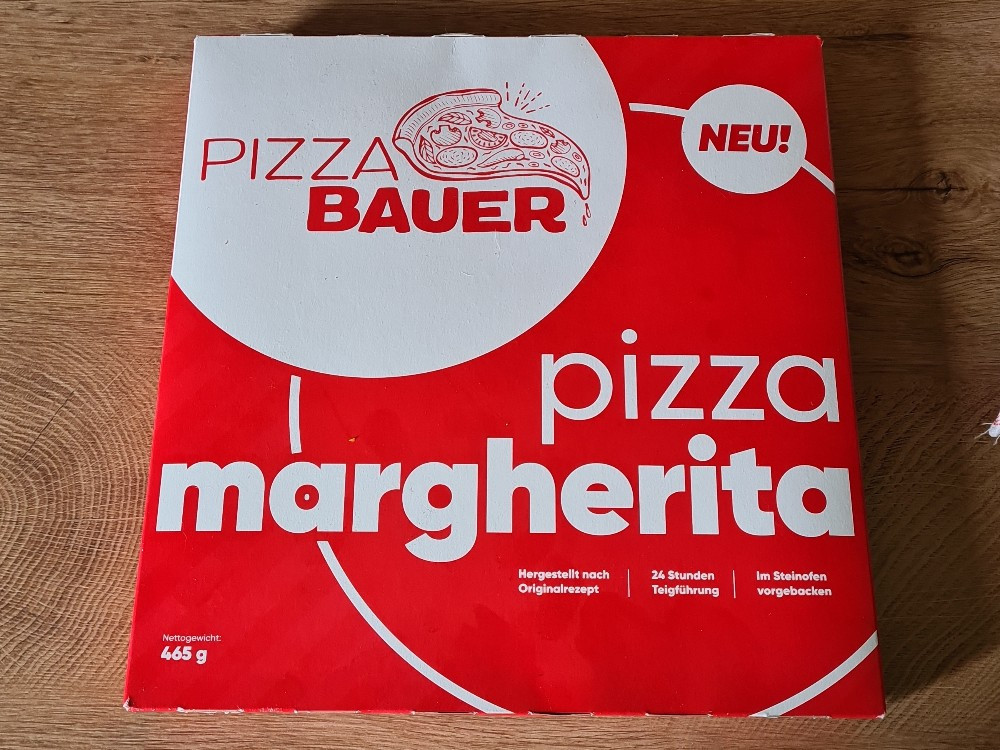 PIZZA
BAUER
NEU!
pizza
margherita
Hergestellt nach
Originalrezept
24 Stunden
Teigführung
Im Steinofen
vorgebacken
Nettogewicht:
465 g